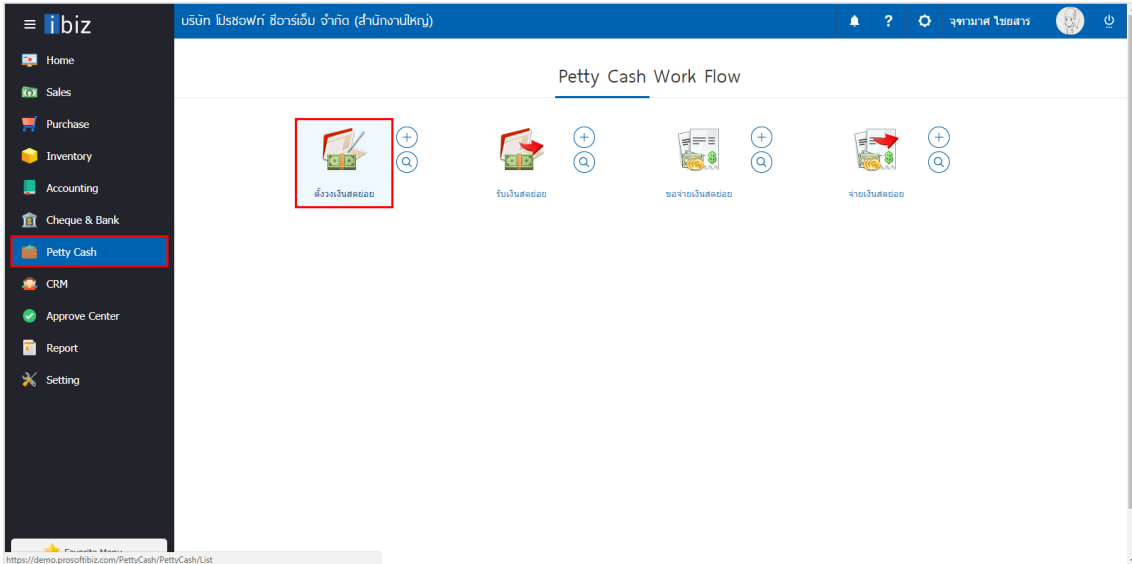 ibiz
บริษัท โปรซอฟท์ ซีอาร์เอ็ม จำกัด (สำนักงานใหญ่)
?
จุฑามาศ ไชยสาร
Home
Sales
Purchase
Inventory
Accounting
Cheque & Bank
Petty Cash
CRM
Approve Center
Report
Setting
Favorite Menu
Petty Cash Work Flow
ตั้งวงเงินสดย่อย
รับเงินสดย่อย
ขอจ่ายเงินสดย่อย
จ่ายเงินสดย่อย
https://demo.prosoftibiz.com/PettyCash/PettyCash/List